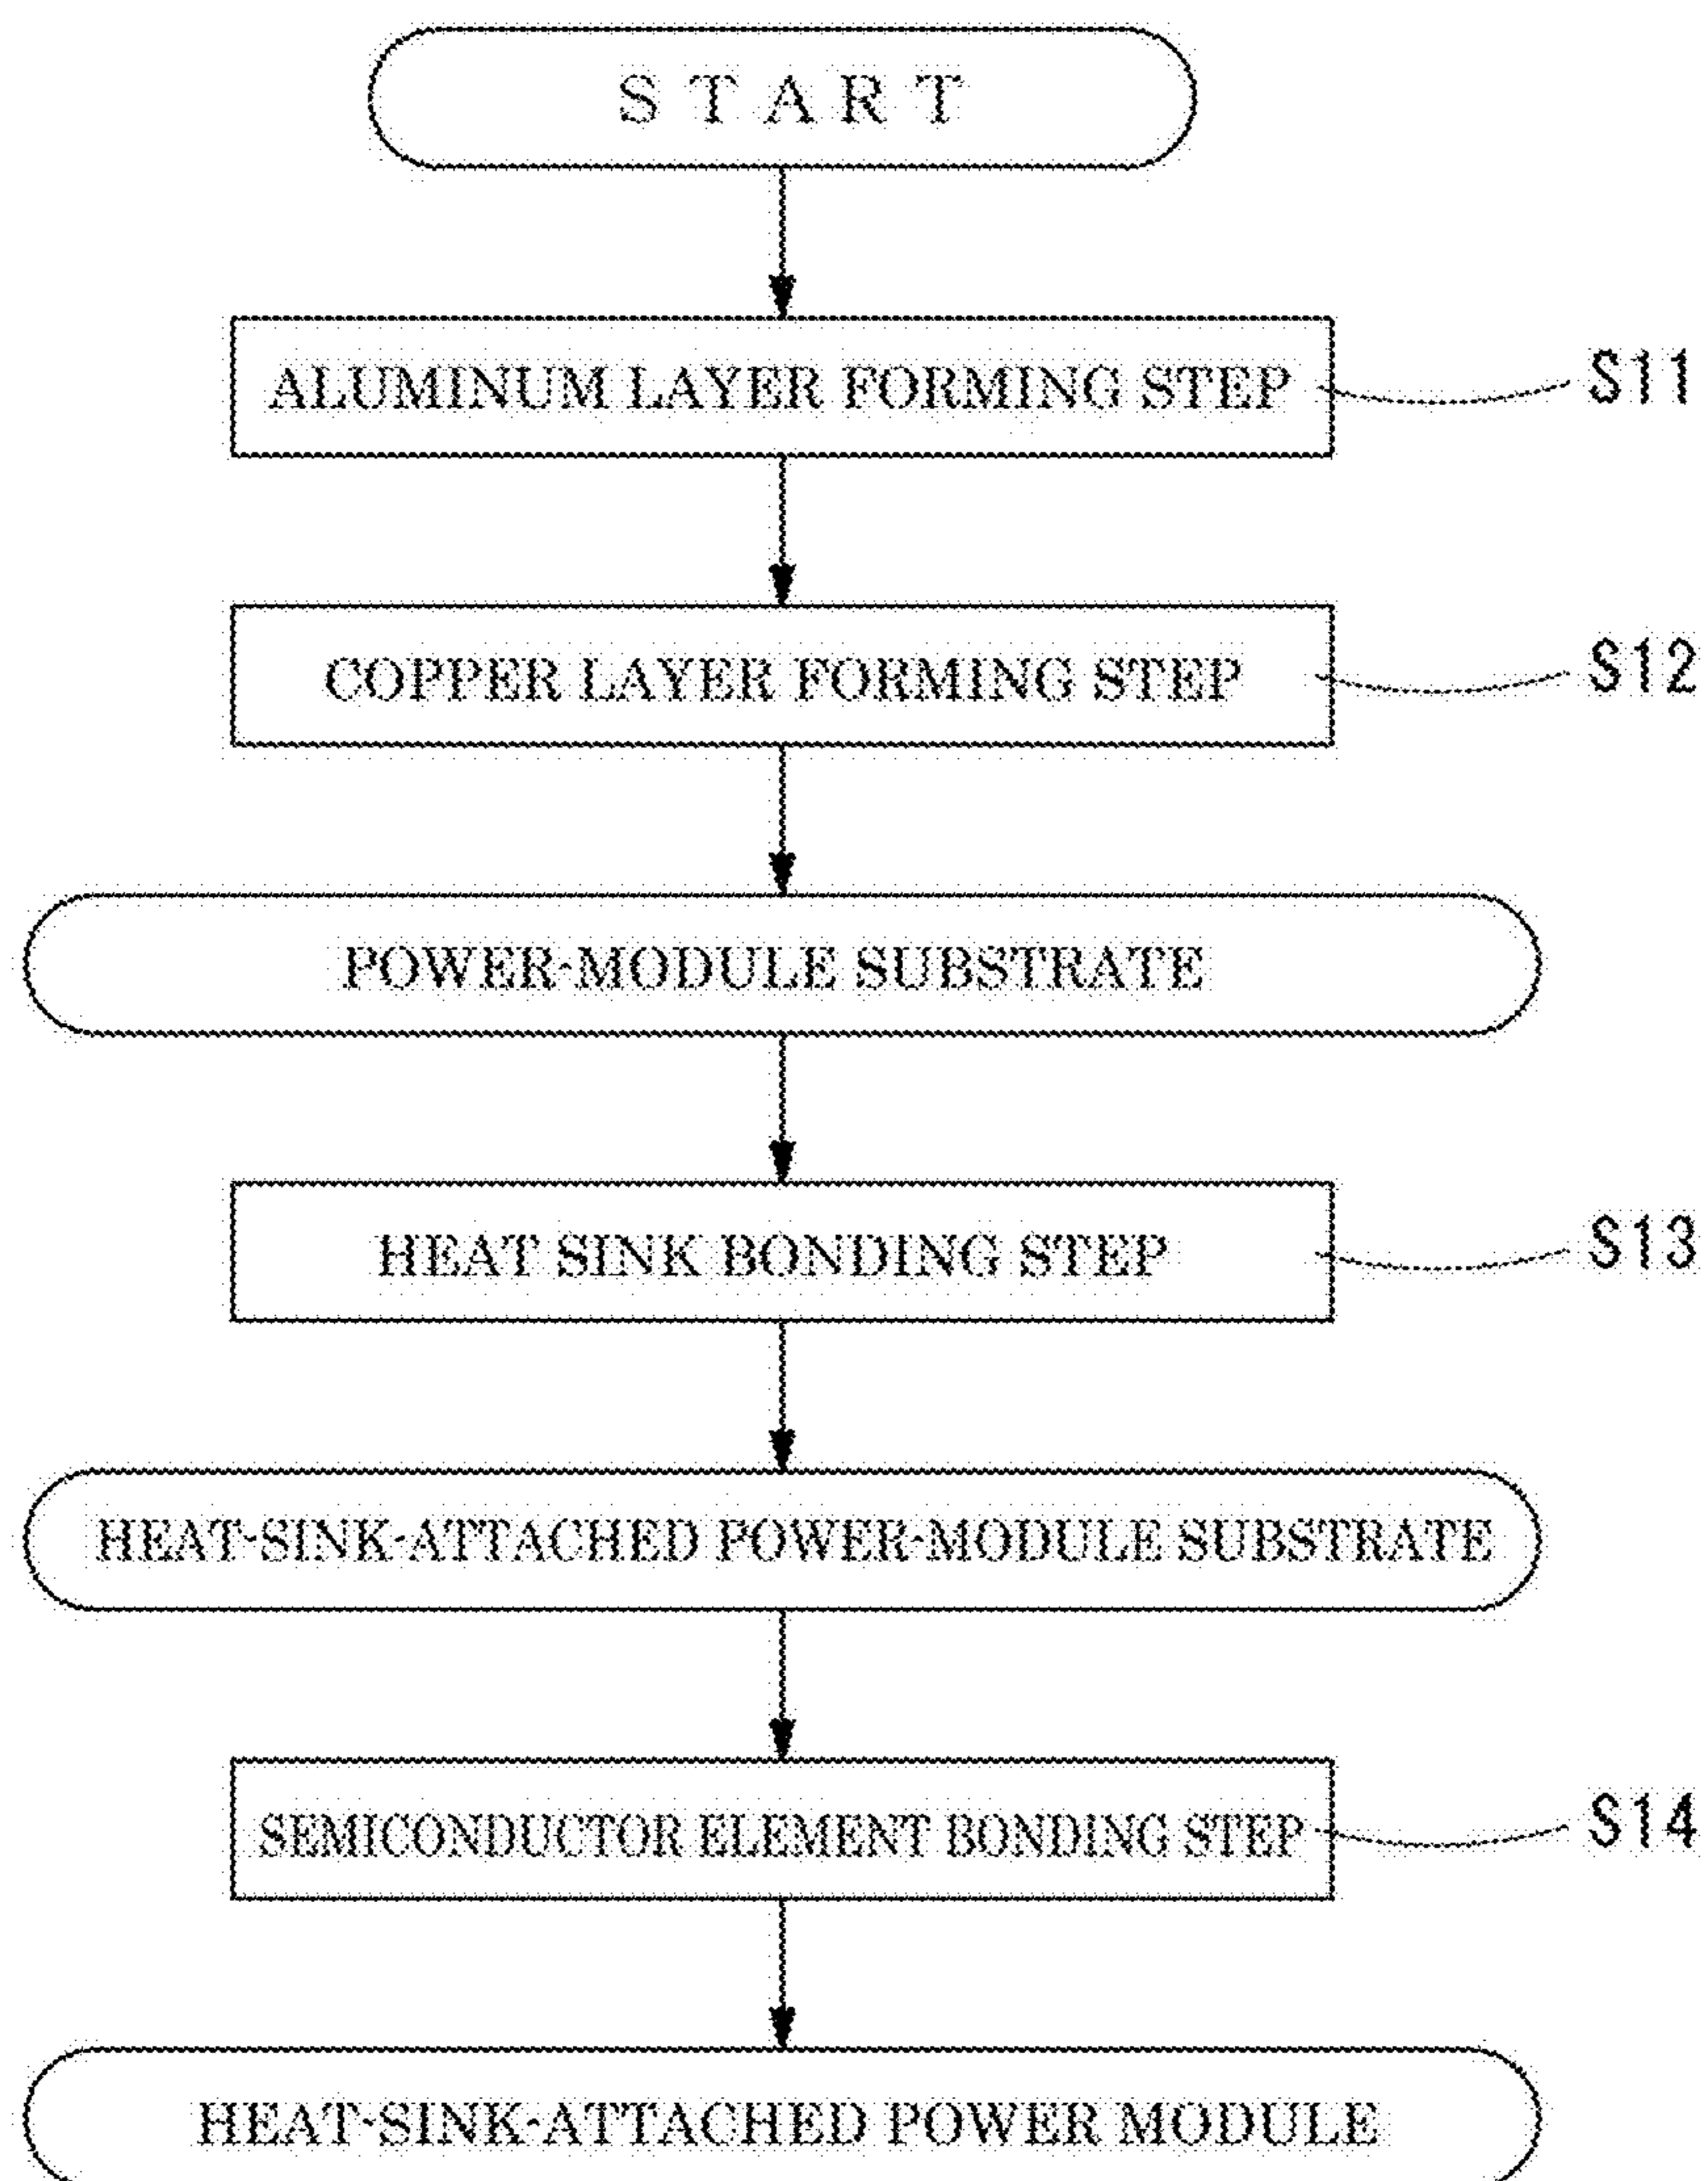 START
ALUMINUM LAYER FORMING STEP
S11
COPPER LAYER FORMING STEP
S12
POWER-MODULE SUBSTRATE
HEAT SINK BONDING STEP
S13
HEAT-SINK-ATTACHED POWER-MODULE SUBSTRATE
SEMICONDUCTOR ELEMENT BONDING STEP
S14
HEAT-SINK-ATTACHED POWER MODULE